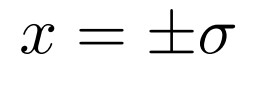 x = ±σ